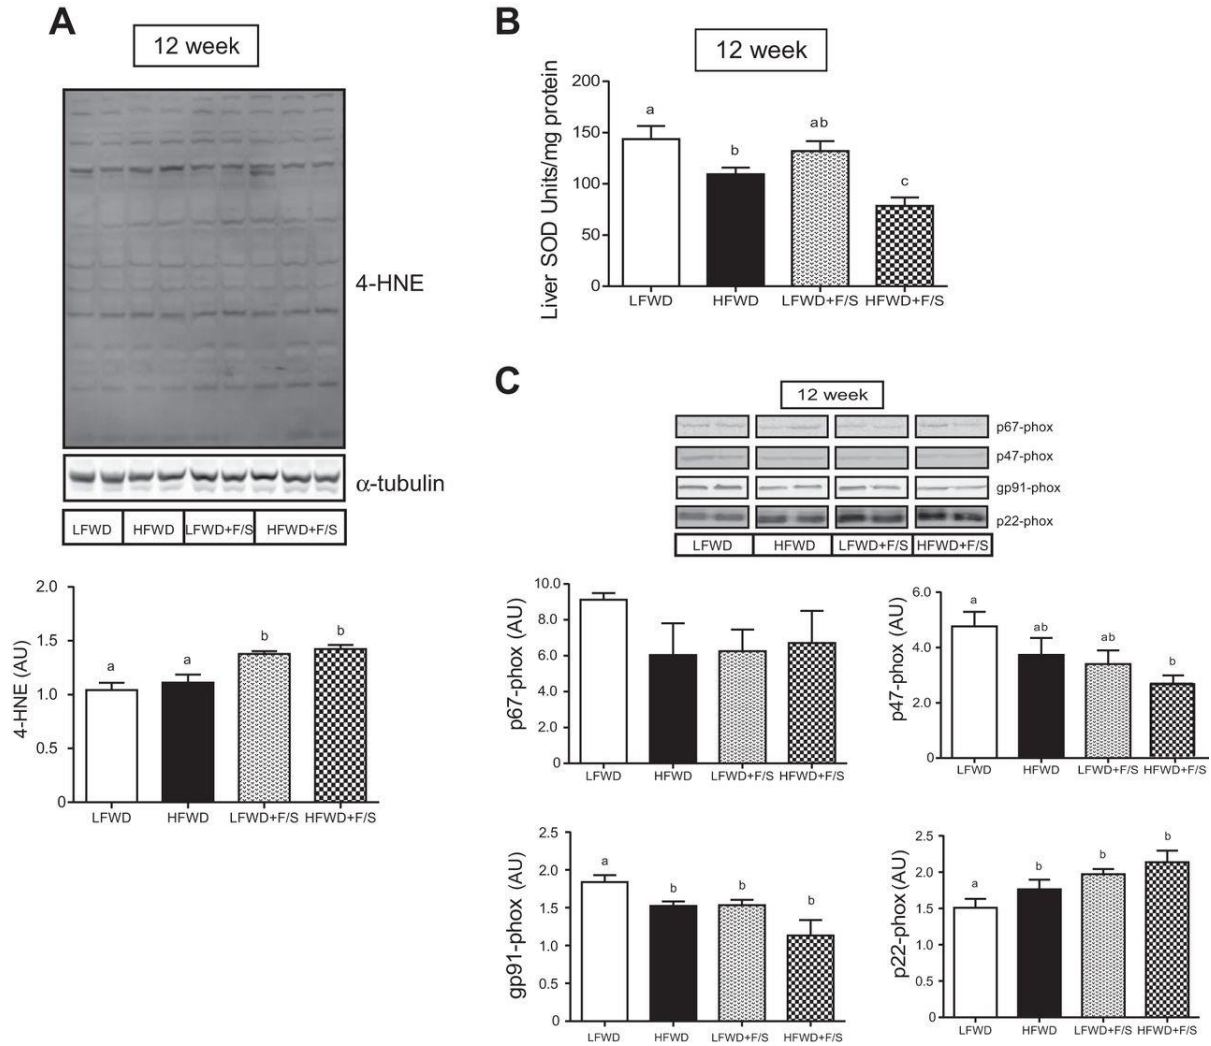 A
12 week
4-HNE
α-tubulin
LFWD HFWD LFWD+F/S HFWD+F/S
4-HNE (AU)
2.0
1.5
1.0
0.5
0
a a b b
LFWD HFWD LFWD+F/S HFWD+F/S
B
12 week
Liver SOD Units/mg protein
200
150
100
50
0
a b ab c
LFWD HFWD LFWD+F/S HFWD+F/S
C
12 week
p67-phox
p47-phox
gp91-phox
p22-phox
LFWD HFWD LFWD+F/S HFWD+F/S
p67-phox (AU)
10.0
8.0
6.0
4.0
2.0
0
LFWD HFWD LFWD+F/S HFWD+F/S
p47-phox (AU)
6.0
4.0
2.0
0
a ab ab b
LFWD HFWD LFWD+F/S HFWD+F/S
gp91-phox (AU)
2.5
2.0
1.5
1.0
0.5
0
a b b b
LFWD HFWD LFWD+F/S HFWD+F/S
p22-phox (AU)
2.5
2.0
1.5
1.0
0.5
0
a b b b
LFWD HFWD LFWD+F/S HFWD+F/S